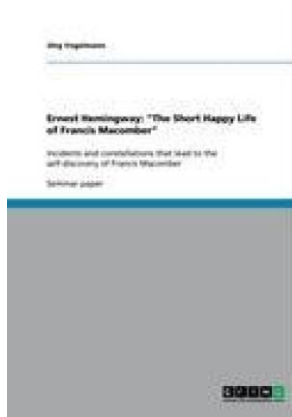 Jörg Vogelmann
Ernest Hemingway: "The Short Happy Life
of Francis Macomber"
Incidents and constellations that lead to the
self discovery of Francis Macomber
Seminar paper
GRIN